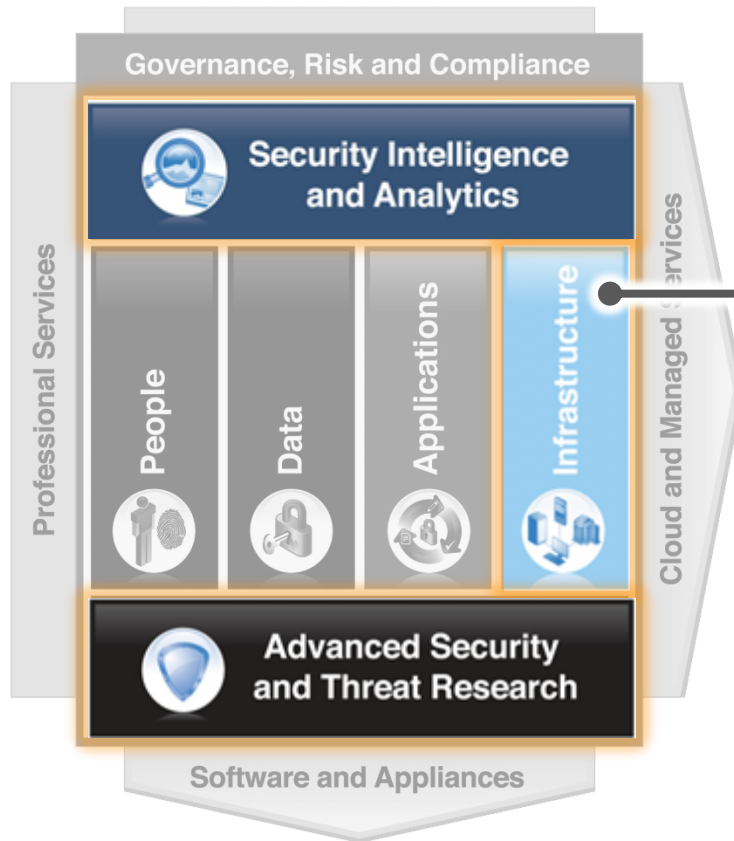 Governance, Risk and Compliance
Security Intelligence
and Analytics
Professional Services
People
Data
Applications
Infrastructure
Cloud and Managed Services
Advanced Security
and Threat Research
Software and Appliances